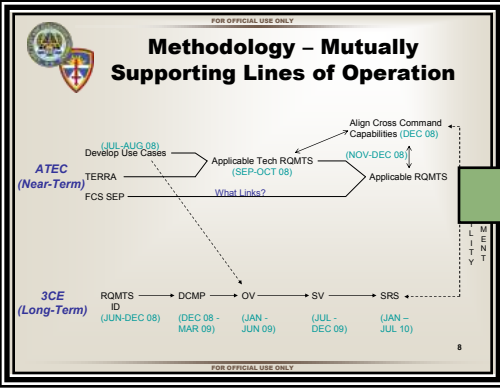 FOR OFFICIAL USE ONLY
Methodology – Mutually
Supporting Lines of Operation
Align Cross Command
Capabilities (DEC 08)
(JUL-AUG 08)
Develop Use Cases
(NOV-DEC 08)
ATEC
(Near-Term)
TERRA
Applicable Tech RQMTS
(SEP-OCT 08)
Applicable RQMTS
FCS SEP
What Links?
I
L
I
T
Y
M
E
N
T
3CE
(Long-Term)
RQMTS
ID
(JUN-DEC 08)
DCMP
(DEC 08 -
MAR 09)
OV
(JAN -
JUN 09)
SV
(JUL -
DEC 09)
SRS
(JAN –
JUL 10)
8
FOR OFFICIAL USE ONLY